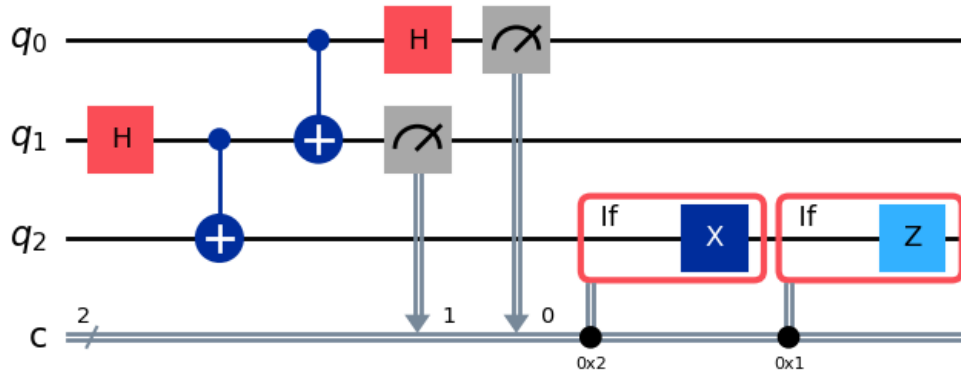 q₀ H
q₁ H 1 0
q₂ If X If Z
c 2 0x2 0x1